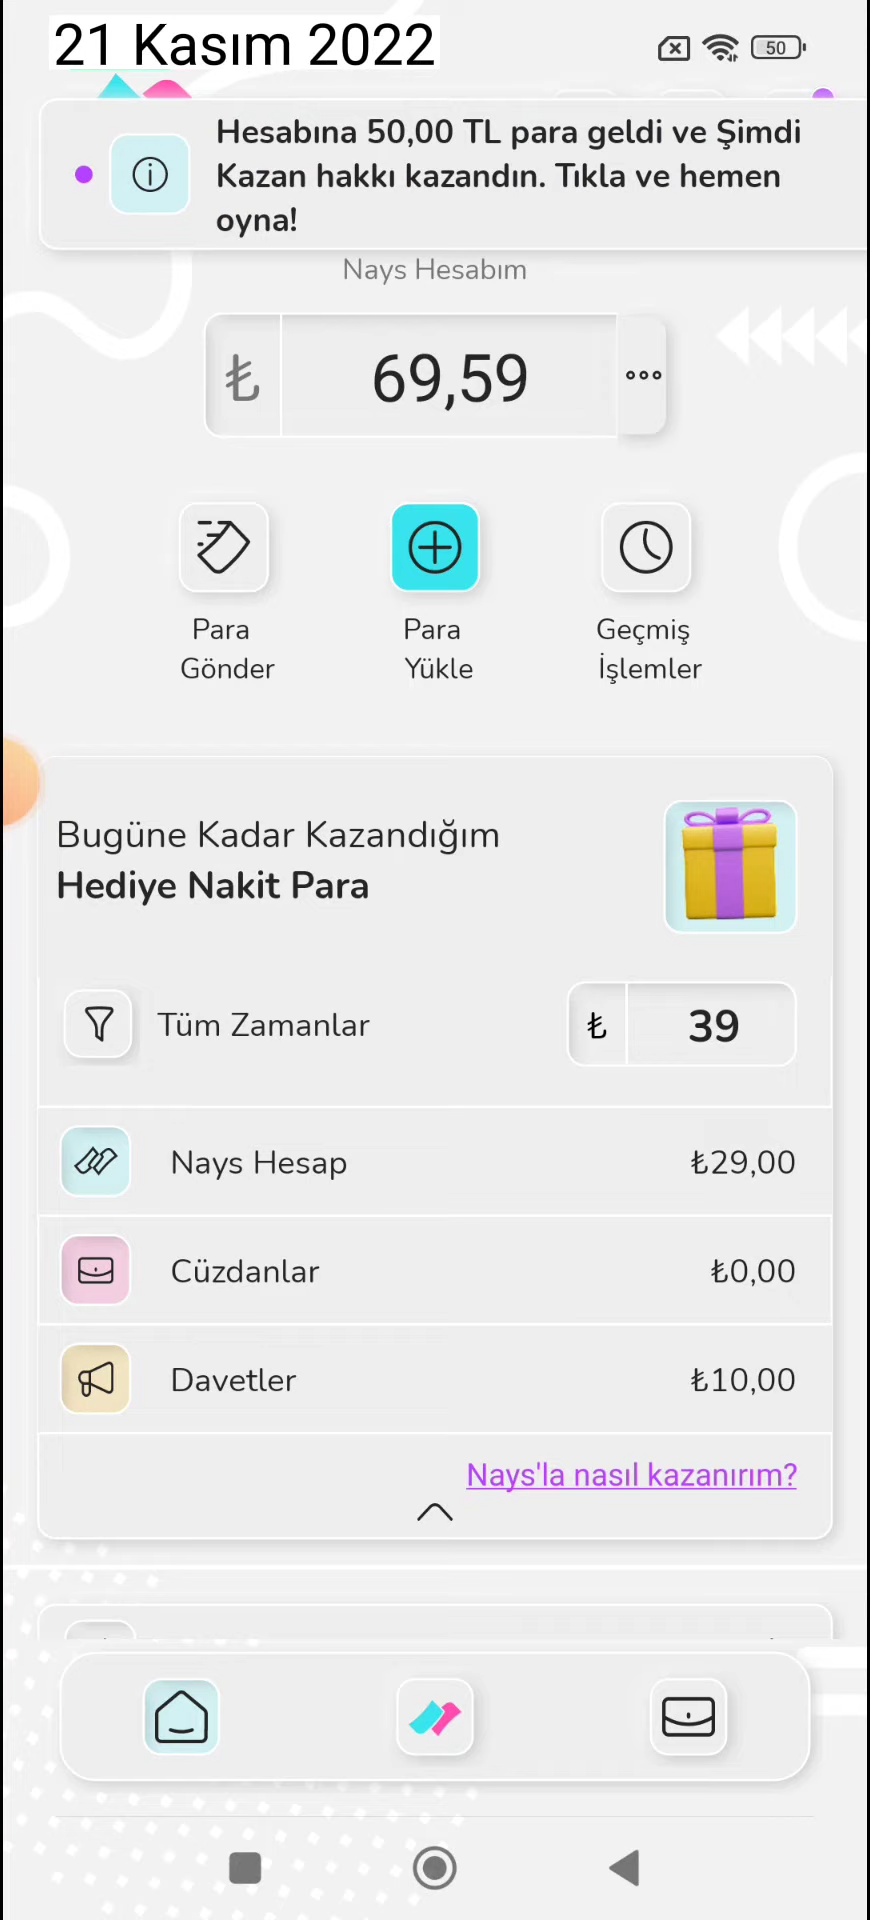 21 Kasım 2022
50
Hesabına 50,00 TL para geldi ve Şimdi
Kazan hakkı kazandın. Tıkla ve hemen
oyna!
Nays Hesabım
₺ 69,59
Para Gönder
Para Yükle
Geçmiş İşlemler
Bugüne Kadar Kazandığım
Hediye Nakit Para
Tüm Zamanlar ₺ 39
Nays Hesap ₺29,00
Cüzdanlar ₺0,00
Davetler ₺10,00
Nays'la nasıl kazanırım?